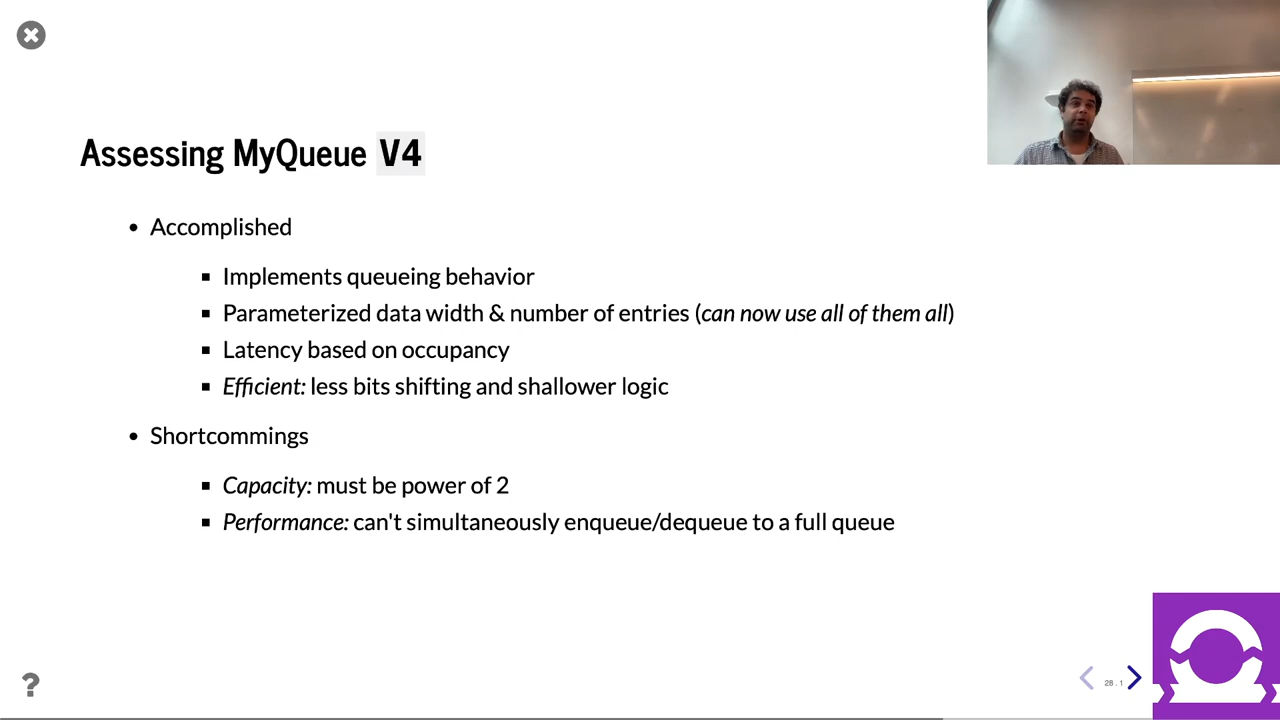 Assessing MyQueue V4
• Accomplished
▪ Implements queueing behavior
▪ Parameterized data width & number of entries (can now use all of them all)
▪ Latency based on occupancy
▪ Efficient: less bits shifting and shallower logic
• Shortcommings
▪ Capacity: must be power of 2
▪ Performance: can't simultaneously enqueue/dequeue to a full queue
?
28.1